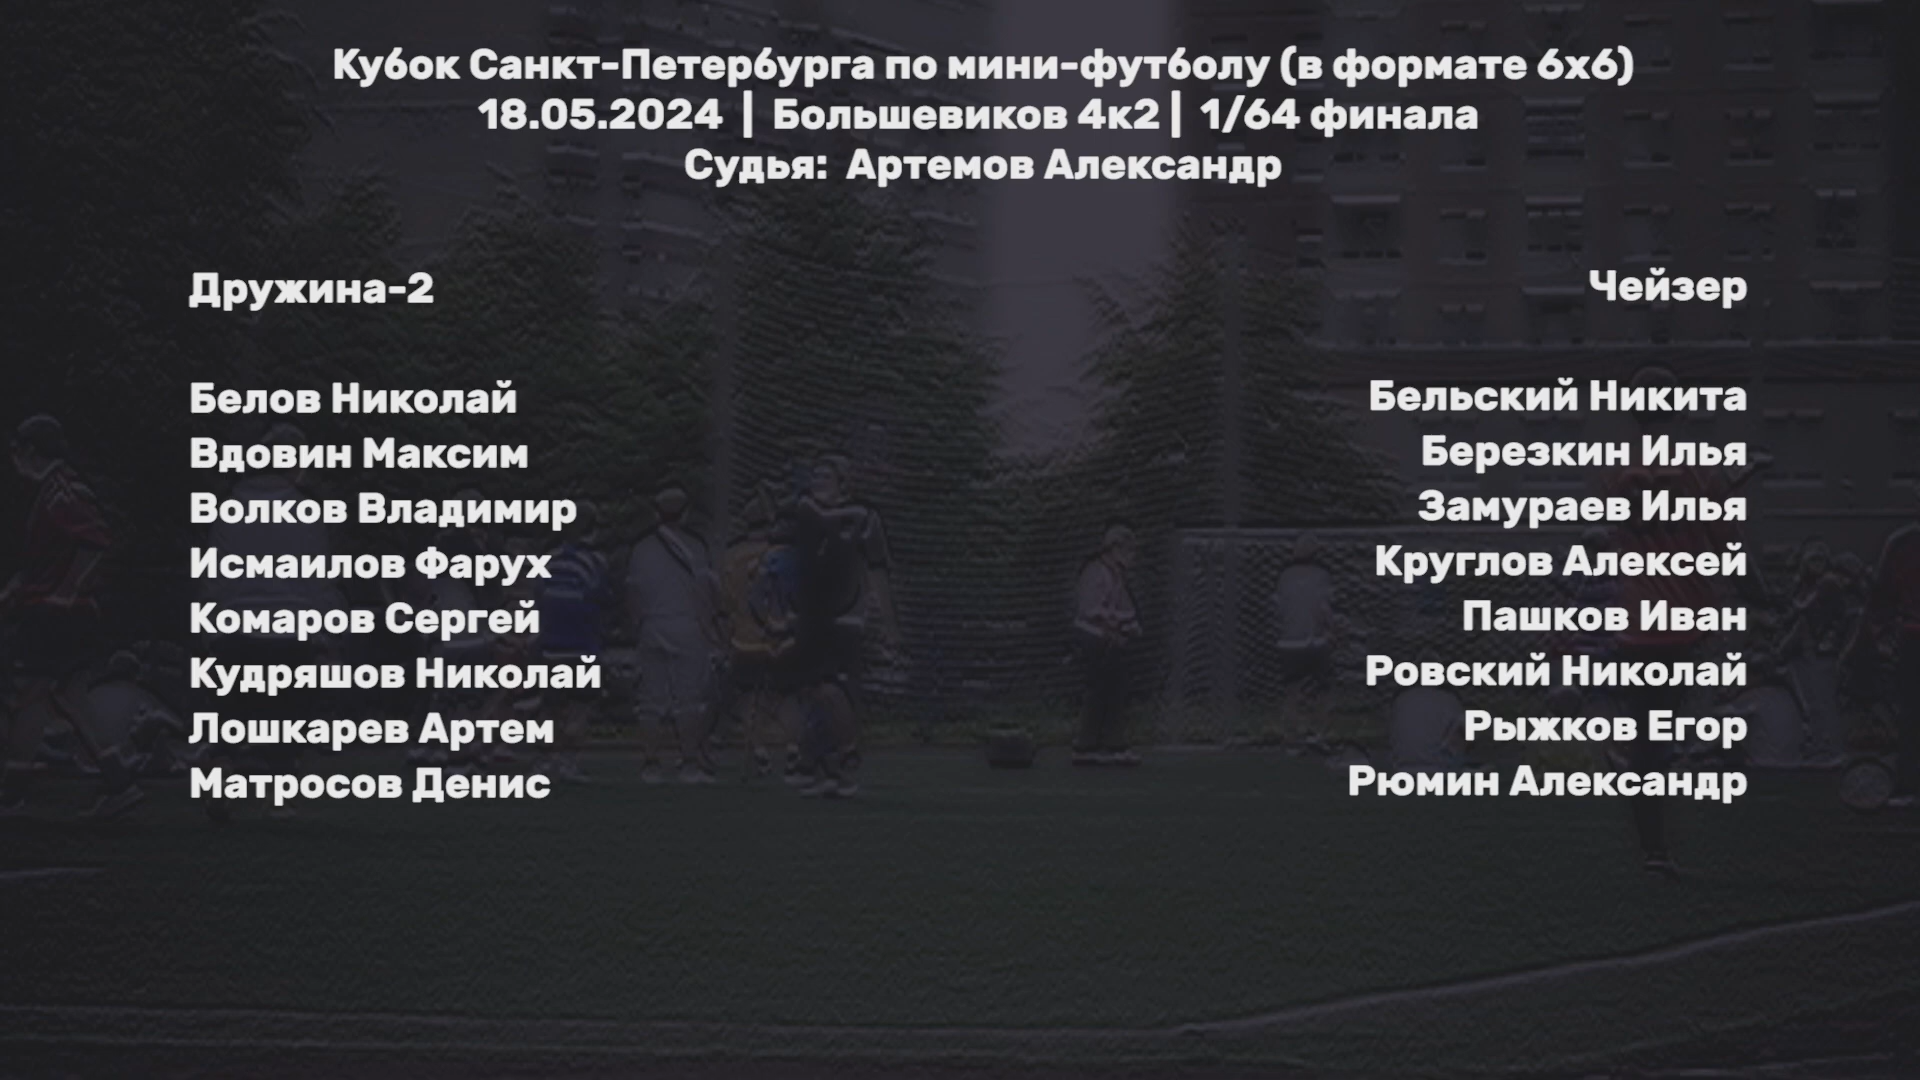 Кубок Санкт-Петербурга по мини-футболу (в формате 6х6)
18.05.2024 | Большевиков 4к2 | 1/64 финала
Судья: Артемов Александр
Дружина-2
Белов Николай
Вдовин Максим
Волков Владимир
Исмаилов Фарух
Комаров Сергей
Кудряшов Николай
Лошкарев Артем
Матросов Денис
Чейзер
Бельский Никита
Березкин Илья
Замураев Илья
Круглов Алексей
Пашков Иван
Ровский Николай
Рыжков Егор
Рюмин Александр